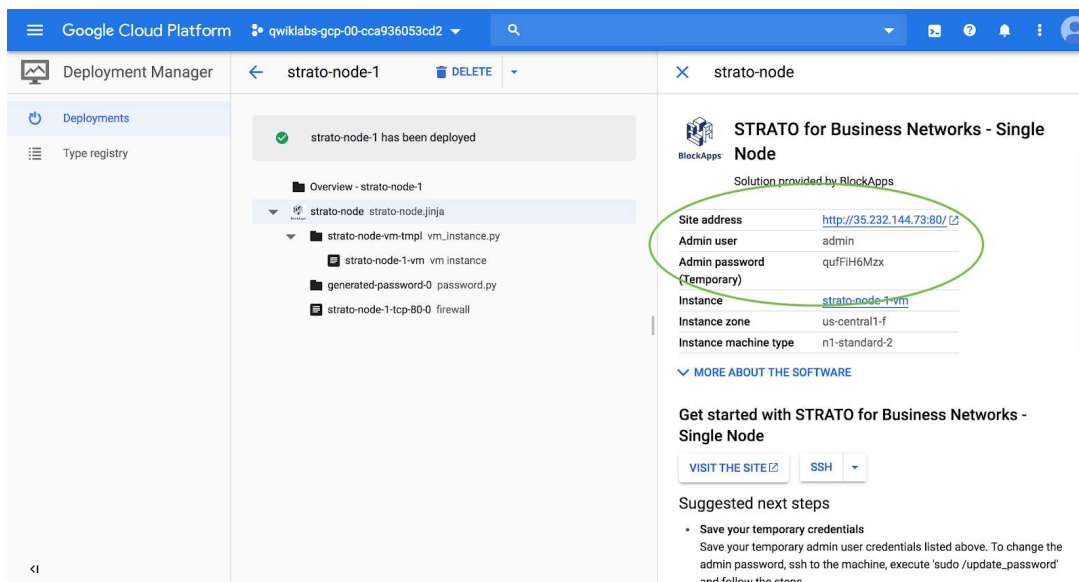 Google Cloud Platform
qwiklabs-gcp-00-cca936053cd2
Deployment Manager
Deployments
Type registry
strato-node-1
DELETE
strato-node-1 has been deployed
Overview - strato-node-1
strato-node strato-node.jinja
strato-node-vm-tmpl vm_instance.py
strato-node-1-vm vm instance
generated-password-0 password.py
strato-node-1-tcp-80-0 firewall
strato-node
BlockApps
STRATO for Business Networks - Single
Node
Solution provided by BlockApps
Site address http://35.232.144.73:80/
Admin user admin
Admin password qufFiH6Mzx
(Temporary)
Instance strato-node-1-vm
Instance zone us-central1-f
Instance machine type n1-standard-2
MORE ABOUT THE SOFTWARE
Get started with STRATO for Business Networks -
Single Node
VISIT THE SITE SSH
Suggested next steps
• Save your temporary credentials
Save your temporary admin user credentials listed above. To change the
admin password, ssh to the machine, execute 'sudo /update_password'
and follow the steps